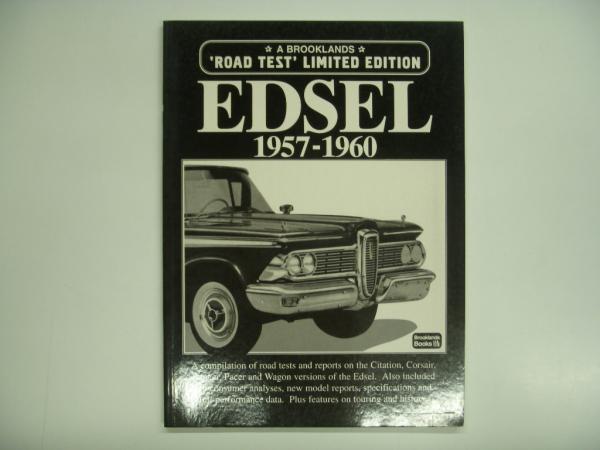 ☆ A BROOKLANDS ☆
'ROAD TEST' LIMITED EDITION
EDSEL
1957-1960
Brooklands
Books
A compilation of road tests and reports on the Citation, Corsair,
Pacer and Wagon versions of the Edsel. Also included
consumer analyses, new model reports, specifications and
performance data. Plus features on touring and history.